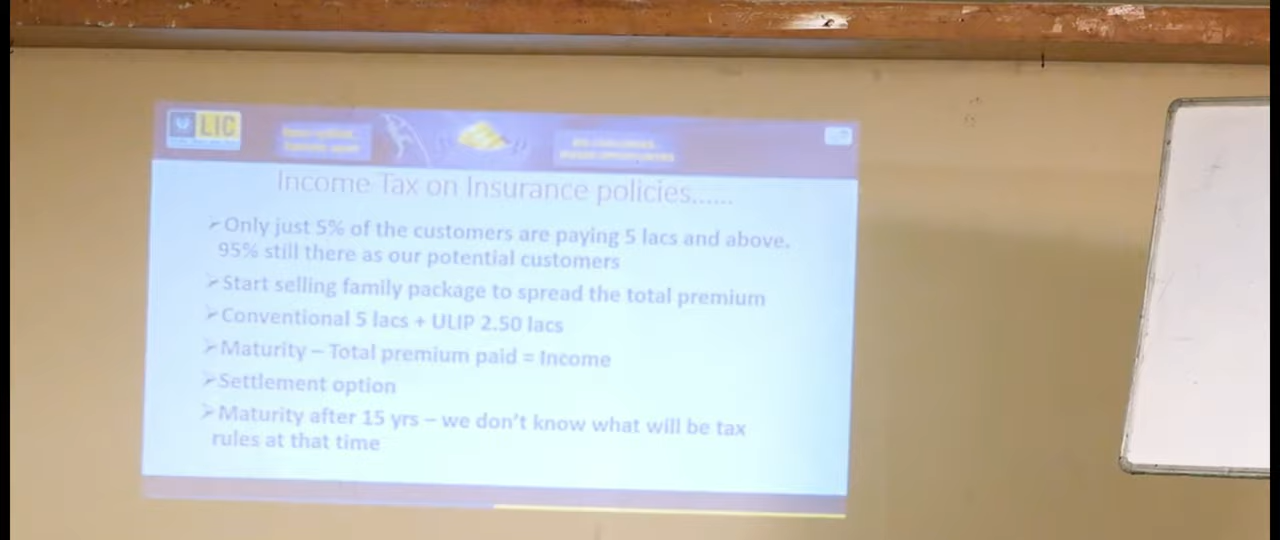 LIC
Income Tax on Insurance policies......
➢Only just 5% of the customers are paying 5 lacs and above.
95% still there as our potential customers
➢Start selling family package to spread the total premium
➢Conventional 5 lacs + ULIP 2.50 lacs
➢Maturity – Total premium paid = Income
➢Settlement option
➢Maturity after 15 yrs – we don't know what will be tax
rules at that time